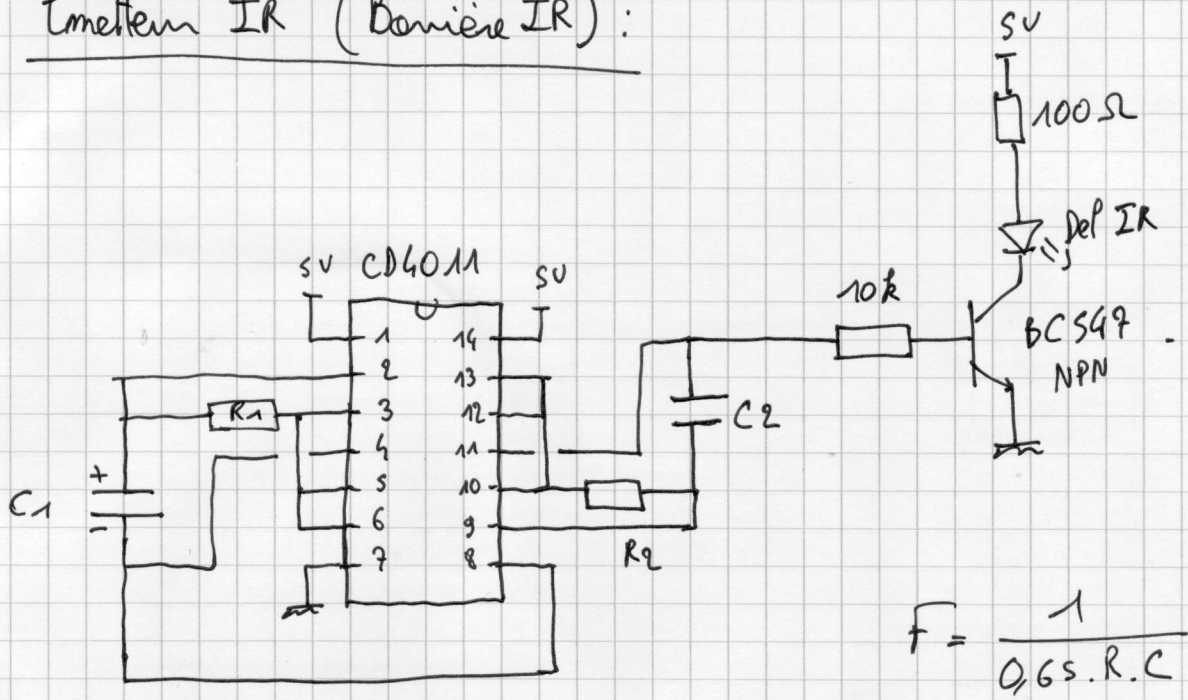 Emetteur IR (Barrière IR) :
5V
100Ω
Del IR
5V CD4011 5V
10k
BC547
NPN
1 14
2 13
R1 3 12
C2
4 11
+
5 10
C1
-
6 9
7 8
R2
F = 1
0,65.R.C